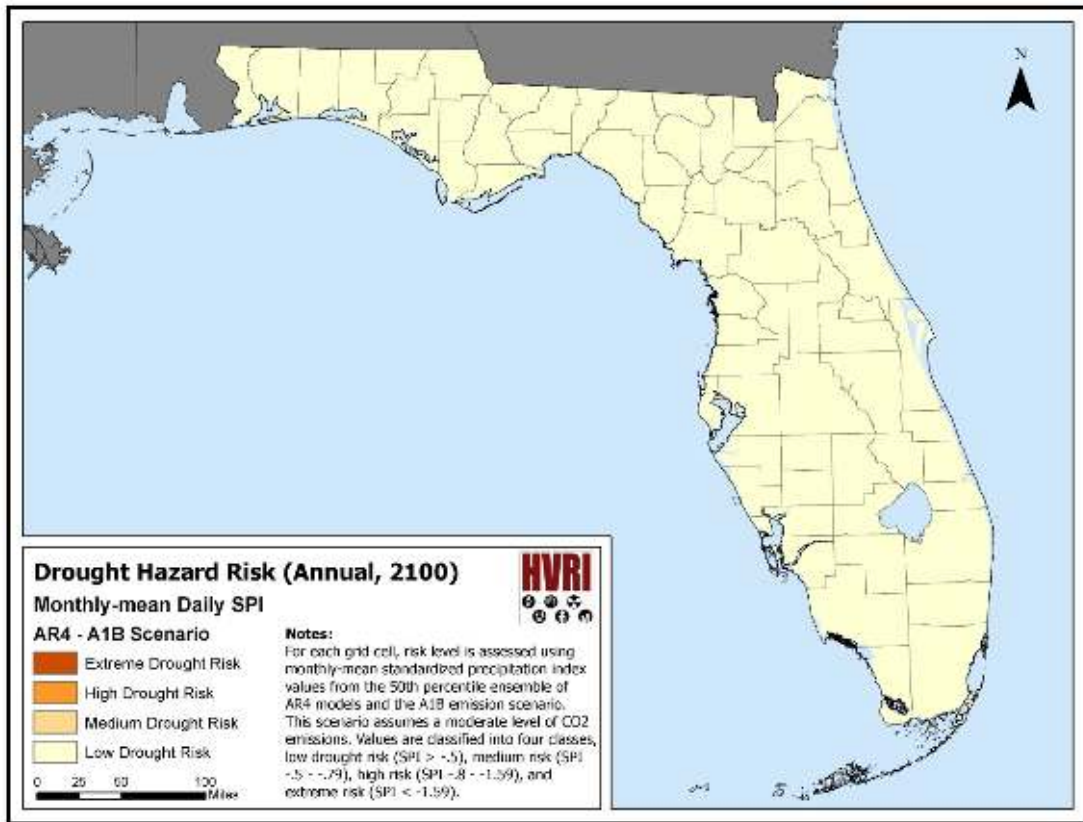 N
Drought Hazard Risk (Annual, 2100)
HVRI
Monthly-mean Daily SPI
AR4 - A1B Scenario
Extreme Drought Risk
High Drought Risk
Medium Drought Risk
Low Drought Risk
0 25 50 100
Miles
Notes:
For each grid cell, risk level is assessed using
monthly-mean standardized precipitation index
values from the 50th percentile ensemble of
AR4 models and the A1B emission scenario.
This scenario assumes a moderate level of CO2
emissions. Values are classified into four classes,
low drought risk (SPI > -.5), medium risk (SPI
-.5 - -.79), high risk (SPI -.8 - -1.59), and
extreme risk (SPI < -1.59).